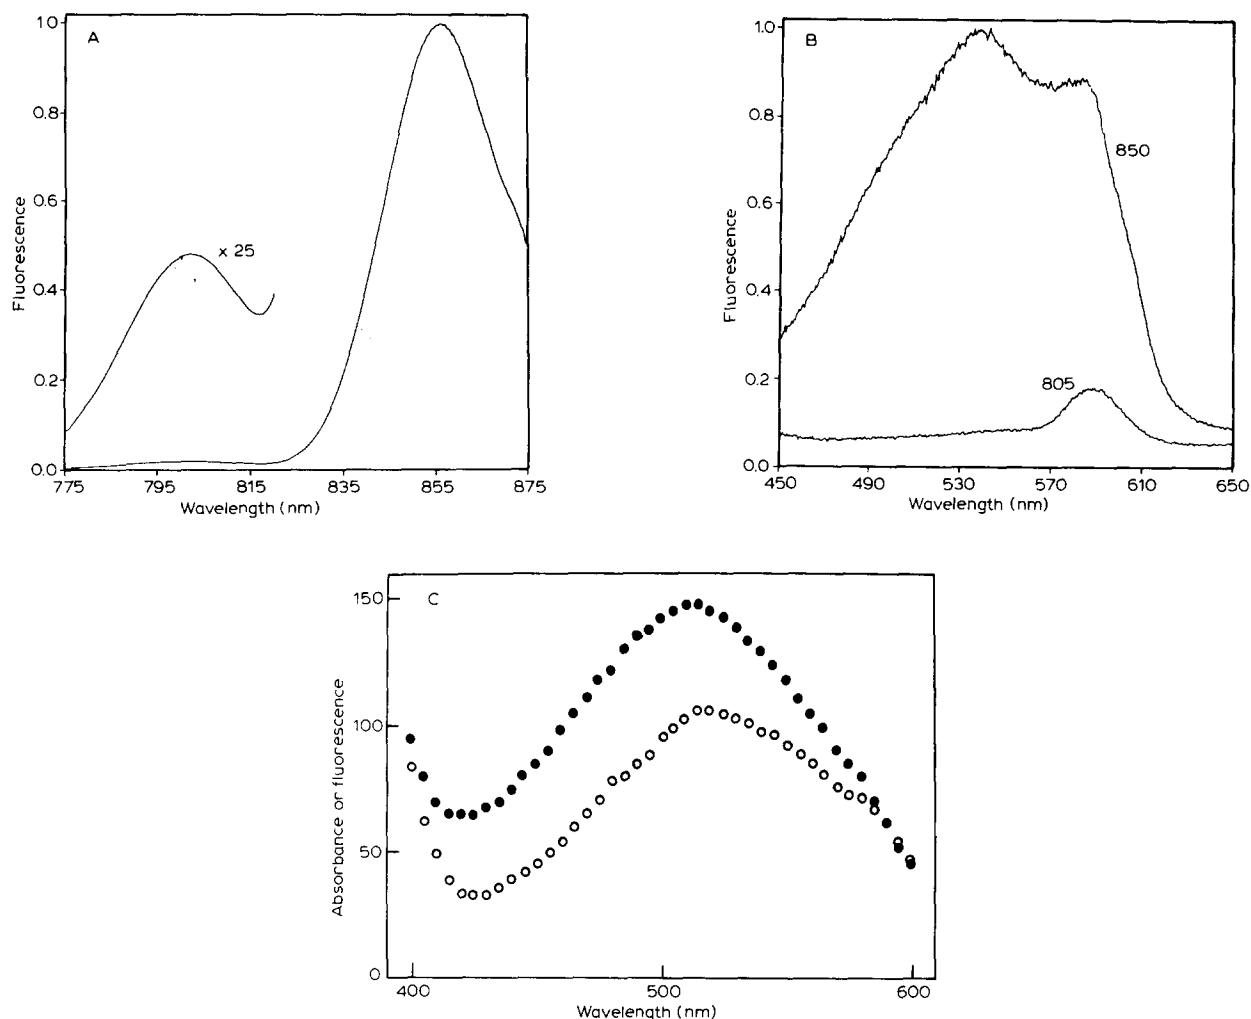 A
1.0
0.8
0.6
0.4
0.2
0.0
Fluorescence
x 25
775 795 815 835 855 875
Wavelength (nm)
B
1.0
0.8
0.6
0.4
0.2
0.0
Fluorescence
850
805
450 490 530 570 610 650
Wavelength (nm)
C
150
100
50
0
Absorbance or fluorescence
400 500 600
Wavelength (nm)